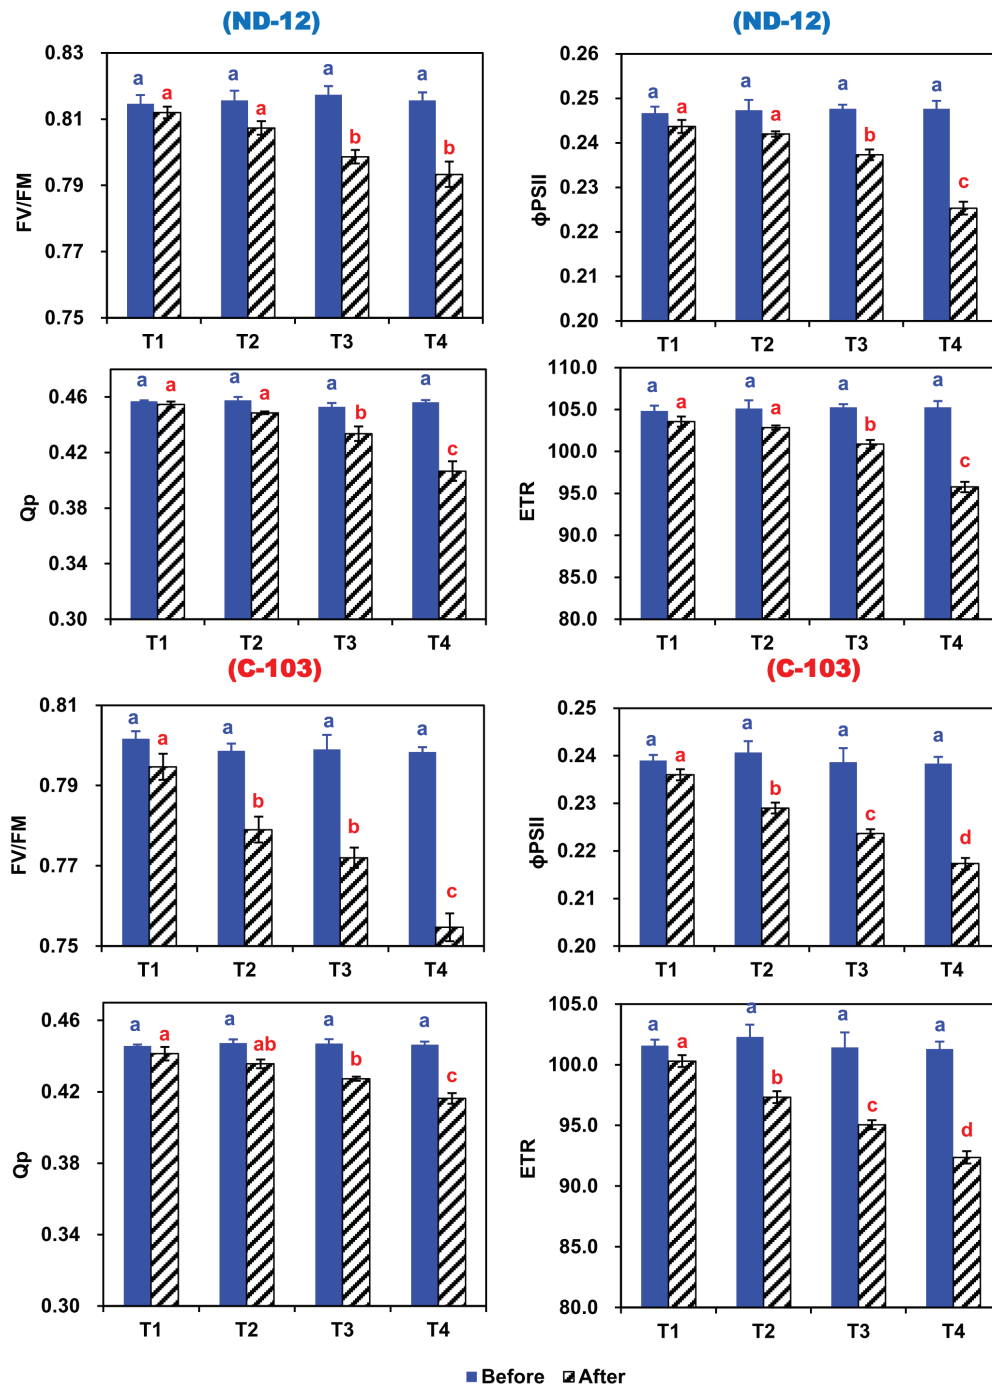 (ND-12) (ND-12)
FV/FM
0.83
0.81
0.79
0.77
0.75
a a a a a b a b
T1 T2 T3 T4
ϕPSII
0.26
0.25
0.24
0.23
0.22
0.21
0.20
a a a a a b a c
T1 T2 T3 T4
Qp
0.46
0.42
0.38
0.34
0.30
a a a a a b a c
T1 T2 T3 T4
ETR
110.0
105.0
100.0
95.0
90.0
85.0
80.0
a a a a a b a c
T1 T2 T3 T4
(C-103) (C-103)
FV/FM
0.81
0.79
0.77
0.75
a a a b a b a c
T1 T2 T3 T4
ϕPSII
0.25
0.24
0.23
0.22
0.21
0.20
a a a b a c a d
T1 T2 T3 T4
Qp
0.46
0.42
0.38
0.34
0.30
a a a ab a b a c
T1 T2 T3 T4
ETR
105.0
100.0
95.0
90.0
85.0
80.0
a a a b a c a d
T1 T2 T3 T4
Before After